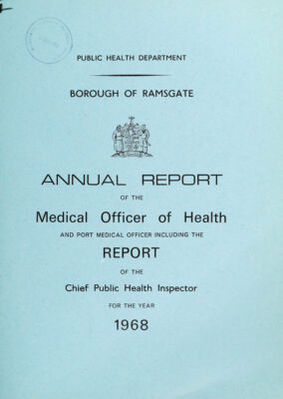 PUBLIC HEALTH DEPARTMENT
BOROUGH OF RAMSGATE
ANNUAL REPORT
OF THE
Medical Officer of Health
AND PORT MEDICAL OFFICER INCLUDING THE
REPORT
OF THE
Chief Public Health Inspector
FOR THE YEAR
1968